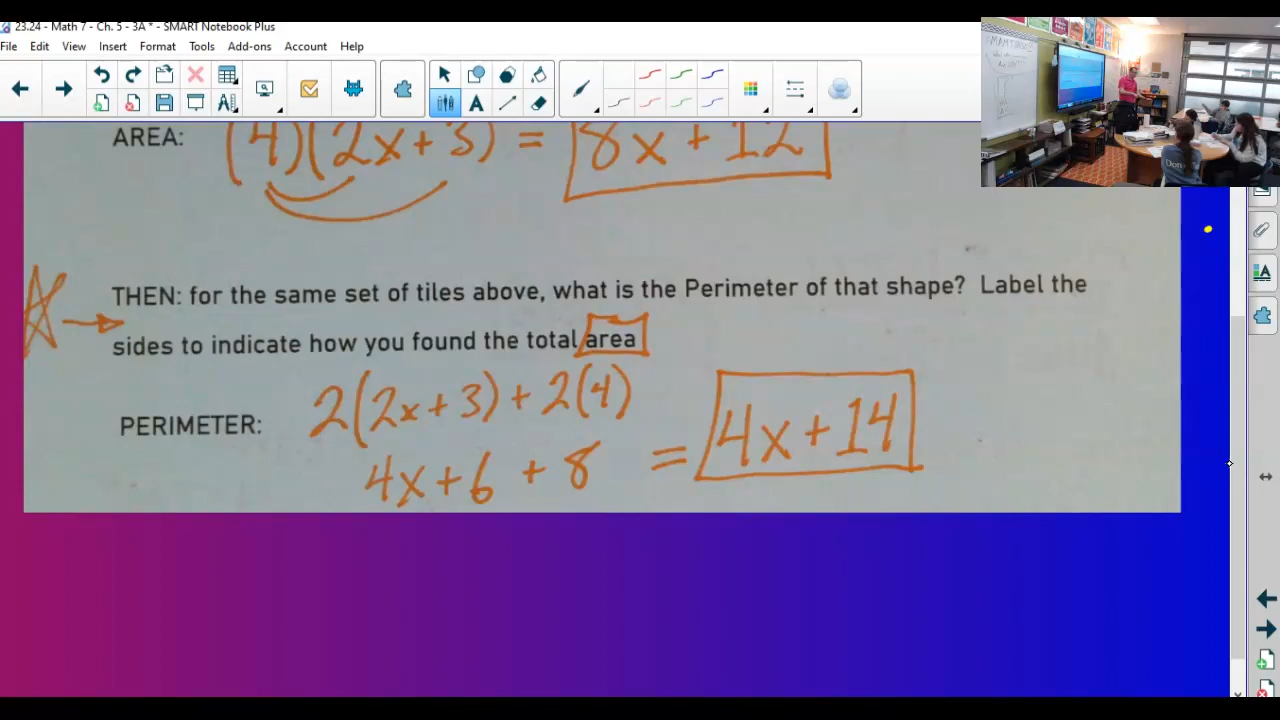 23.24 - Math 7 - Ch. 5 - 3A * - SMART Notebook Plus
File Edit View Insert Format Tools Add-ons Account Help
AREA: (4)(2x+3) = 8x + 12
THEN: for the same set of tiles above, what is the Perimeter of that shape? Label the
sides to indicate how you found the total area
2(2x+3)+2(4)
PERIMETER:
4x+6 + 8 = 4x+14